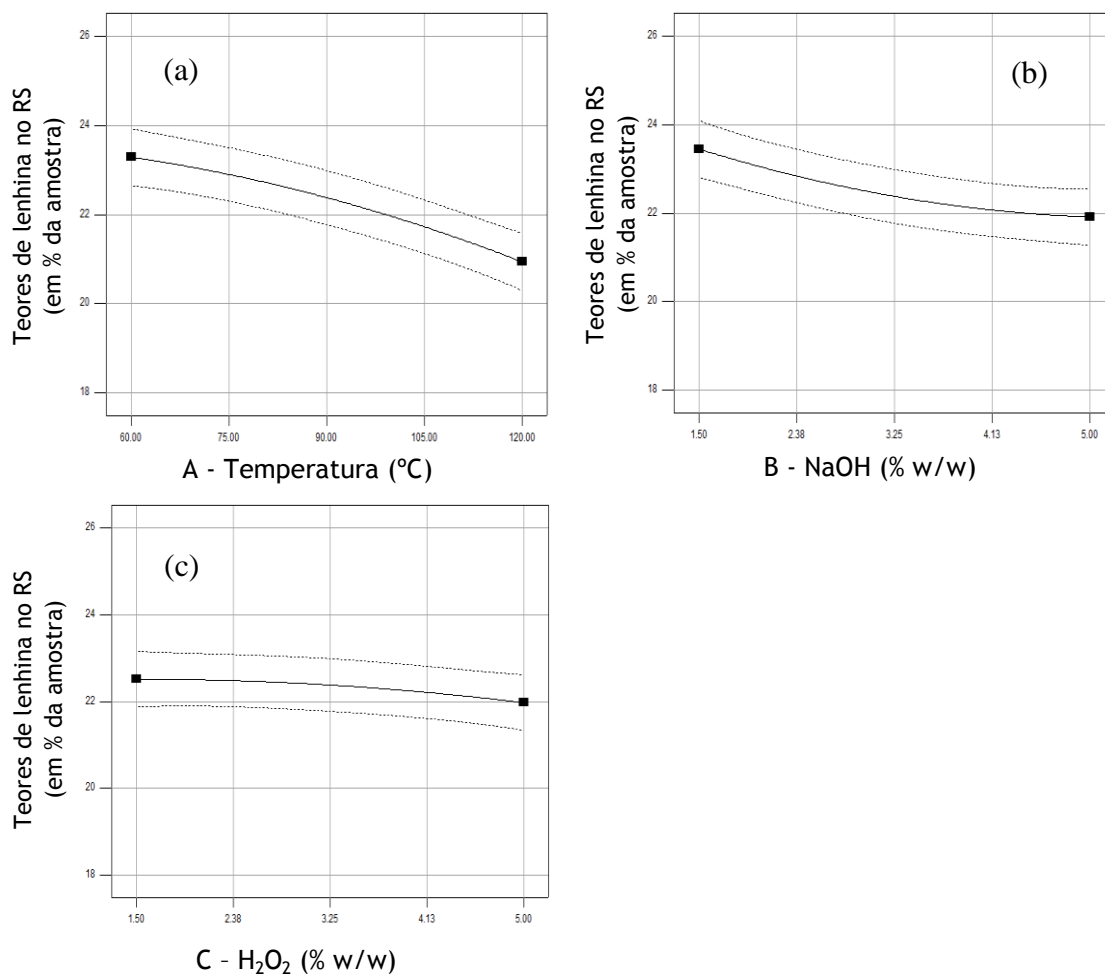 26
24
22
20
18
Teores de lenhina no RS
(em % da amostra)
(a)
60.00 75.00 90.00 105.00 120.00
A - Temperatura (ºC)
26
24
22
20
18
Teores de lenhina no RS
(em % da amostra)
(b)
1.50 2.38 3.25 4.13 5.00
B - NaOH (% w/w)
26
24
22
20
18
Teores de lenhina no RS
(em % da amostra)
(c)
1.50 2.38 3.25 4.13 5.00
C - H₂O₂ (% w/w)